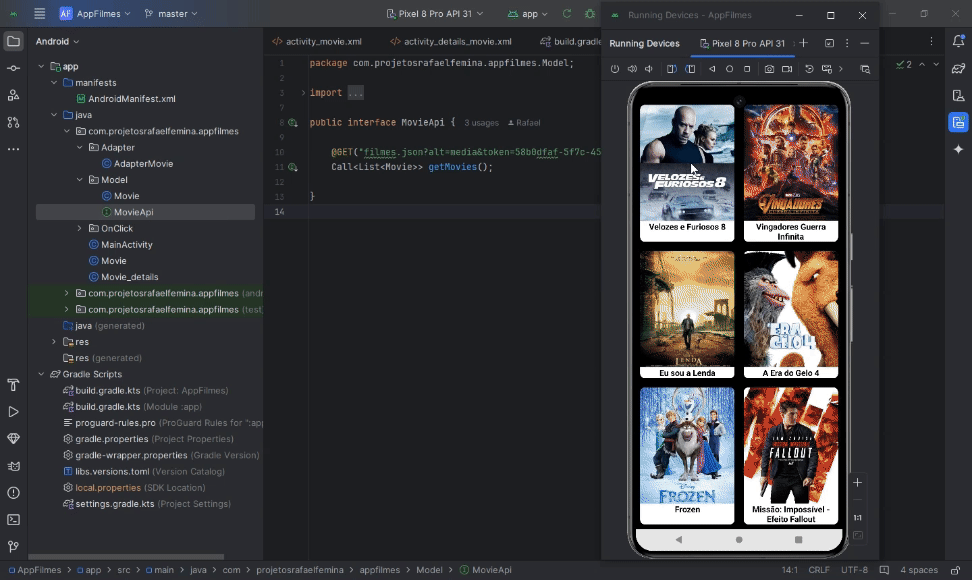 AF AppFilmes master Pixel 8 Pro API 31 app
Running Devices - AppFilmes
Android
activity_movie.xml activity_details_movie.xml build.gradle
Running Devices Pixel 8 Pro API 31
app
manifests
AndroidManifest.xml
java
com.projetosrafaelfemina.appfilmes
Adapter
AdapterMovie
Model
Movie
MovieApi
OnClick
MainActivity
Movie
Movie_details
com.projetosrafaelfemina.appfilmes (andr
com.projetosrafaelfemina.appfilmes (test
java (generated)
res
res (generated)
Gradle Scripts
build.gradle.kts (Project: AppFilmes)
build.gradle.kts (Module :app)
proguard-rules.pro (ProGuard Rules for ":app
gradle.properties (Project Properties)
gradle-wrapper.properties (Gradle Version)
libs.versions.toml (Version Catalog)
local.properties (SDK Location)
settings.gradle.kts (Project Settings)
1 package com.projetosrafaelfemina.appfilmes.Model;
2
3 import ...
7
8 public interface MovieApi { 3 usages Rafael
9
10 @GET("filmes.json?alt=media&token=58b0dfaf-5f7c-45
11 Call<List<Movie>> getMovies();
12
13 }
14
2
VELOZES E FURIOSOS 8
Velozes e Furiosos 8
VINGADORES
GUERRA INFINITA
Vingadores Guerra
Infinita
LENDA
Eu sou a Lenda
ERA
GELO 4
A Era do Gelo 4
Disney
FROZEN
Frozen
TOM CRUISE
FALLOUT
Missão: Impossível -
Efeito Fallout
1:1
AppFilmes > app > src > main > java > com > projetosrafaelfemina > appfilmes > Model > MovieApi
14:1 CRLF UTF-8 4 spaces